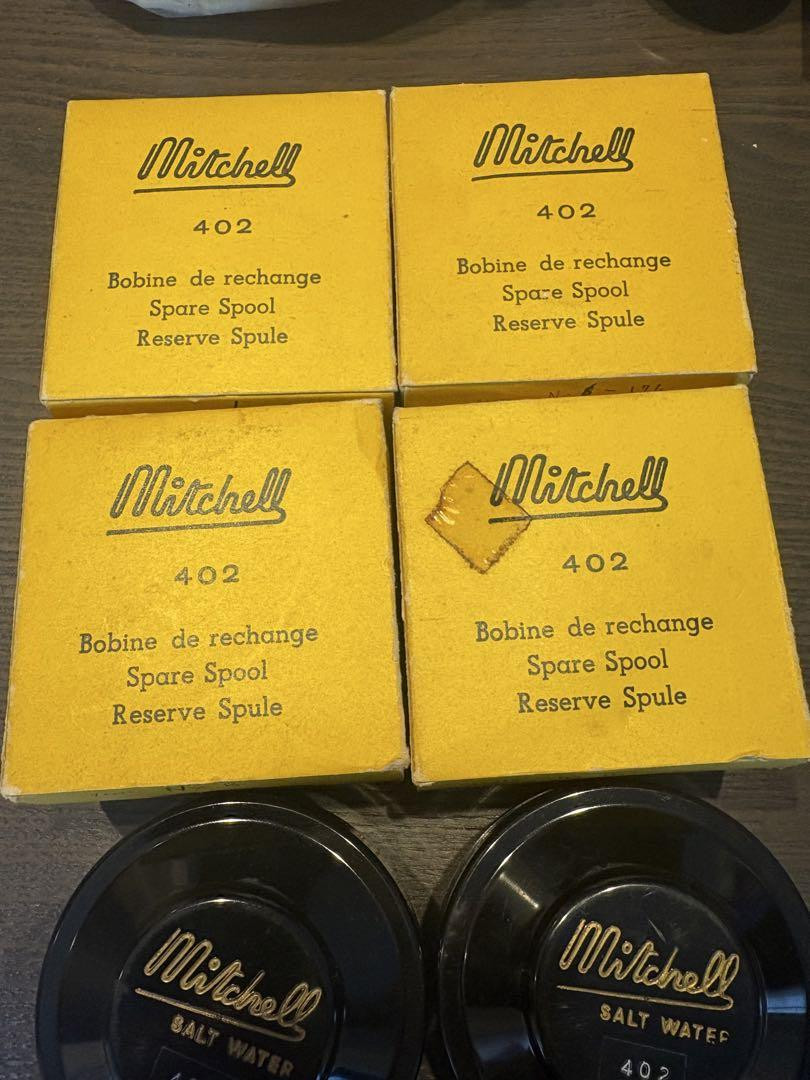 Mitchell
402
Bobine de rechange
Spare Spool
Reserve Spule
Mitchell
402
Bobine de rechange
Spare Spool
Reserve Spule
Mitchell
402
Bobine de rechange
Spare Spool
Reserve Spule
Mitchell
402
Bobine de rechange
Spare Spool
Reserve Spule
Mitchell
SALT WATER
Mitchell
SALT WATER
402